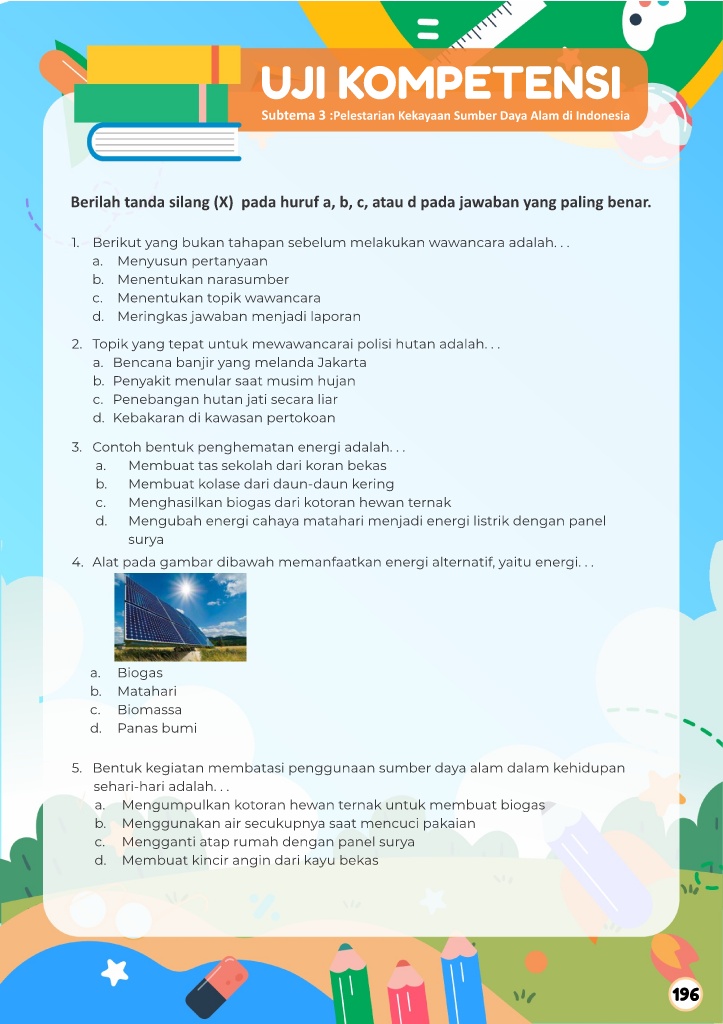 UJI KOMPETENSI
Subtema 3 :Pelestarian Kekayaan Sumber Daya Alam di Indonesia
Berilah tanda silang (X) pada huruf a, b, c, atau d pada jawaban yang paling benar.
1. Berikut yang bukan tahapan sebelum melakukan wawancara adalah. . .
a. Menyusun pertanyaan
b. Menentukan narasumber
c. Menentukan topik wawancara
d. Meringkas jawaban menjadi laporan
2. Topik yang tepat untuk mewawancarai polisi hutan adalah. . .
a. Bencana banjir yang melanda Jakarta
b. Penyakit menular saat musim hujan
c. Penebangan hutan jati secara liar
d. Kebakaran di kawasan pertokoan
3. Contoh bentuk penghematan energi adalah. . .
a. Membuat tas sekolah dari koran bekas
b. Membuat kolase dari daun-daun kering
c. Menghasilkan biogas dari kotoran hewan ternak
d. Mengubah energi cahaya matahari menjadi energi listrik dengan panel
surya
4. Alat pada gambar dibawah memanfaatkan energi alternatif, yaitu energi. . .
a. Biogas
b. Matahari
c. Biomassa
d. Panas bumi
5. Bentuk kegiatan membatasi penggunaan sumber daya alam dalam kehidupan
sehari-hari adalah. . .
a. Mengumpulkan kotoran hewan ternak untuk membuat biogas
b. Menggunakan air secukupnya saat mencuci pakaian
c. Mengganti atap rumah dengan panel surya
d. Membuat kincir angin dari kayu bekas
196